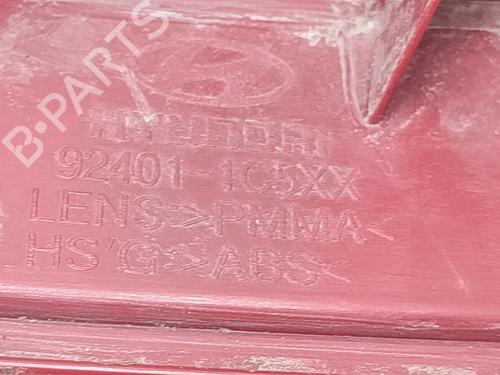 B-PARTS
HYUNDAI
92401-1C5XX
LENS:>PMMA<
HS'G:>ABS<